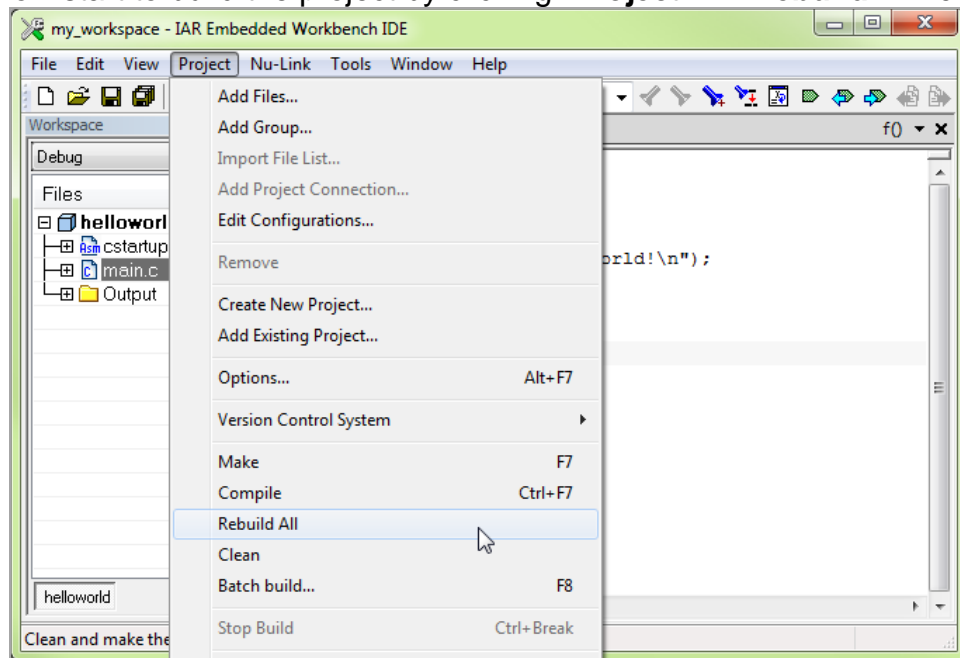 my_workspace - IAR Embedded Workbench IDE
File Edit View Project Nu-Link Tools Window Help
Workspace
Debug
Files
helloworl
cstartup
main.c
Output
helloworld
Add Files...
Add Group...
Import File List...
Add Project Connection...
Edit Configurations...
Remove
Create New Project...
Add Existing Project...
Options... Alt+F7
Version Control System
Make F7
Compile Ctrl+F7
Rebuild All
Clean
Batch build... F8
Stop Build Ctrl+Break
f()
orld!\n");
Clean and make the